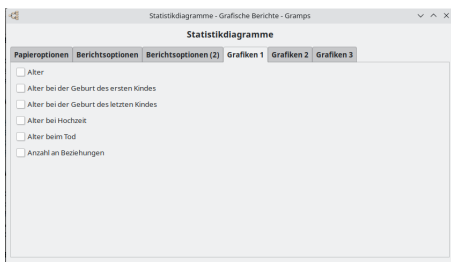 Statistikdiagramme - Grafische Berichte - Gramps
Statistikdiagramme
Papieroptionen Berichtsoptionen Berichtsoptionen (2) Grafiken 1 Grafiken 2 Grafiken 3
Alter
Alter bei der Geburt des ersten Kindes
Alter bei der Geburt des letzten Kindes
Alter bei Hochzeit
Alter beim Tod
Anzahl an Beziehungen